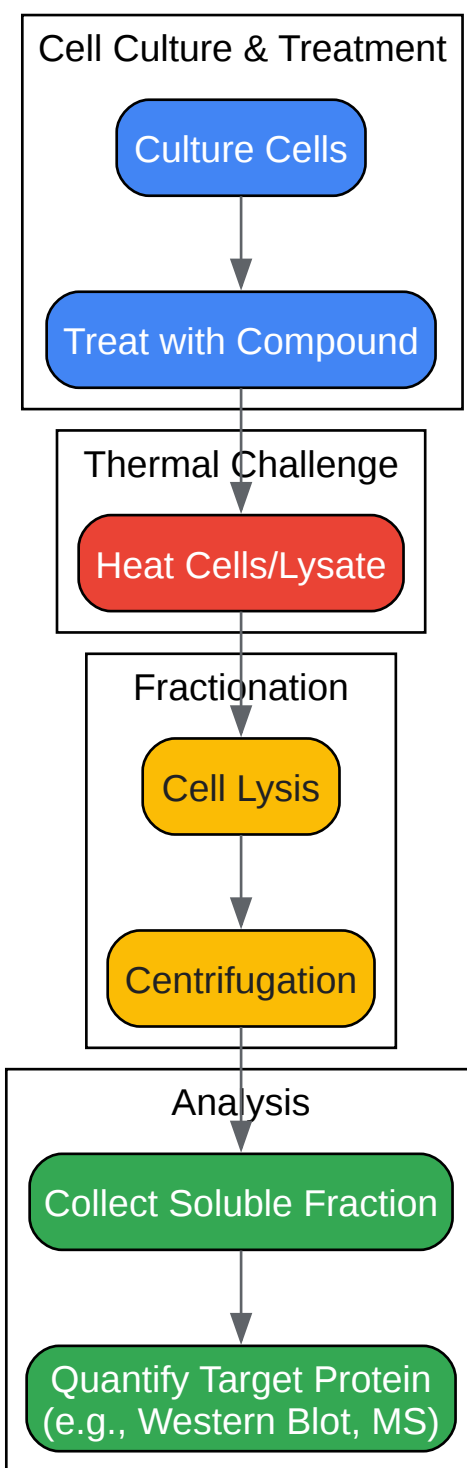 Cell Culture & Treatment
Culture Cells
Treat with Compound
Thermal Challenge
Heat Cells/Lysate
Fractionation
Cell Lysis
Centrifugation
Analysis
Collect Soluble Fraction
Quantify Target Protein
(e.g., Western Blot, MS)